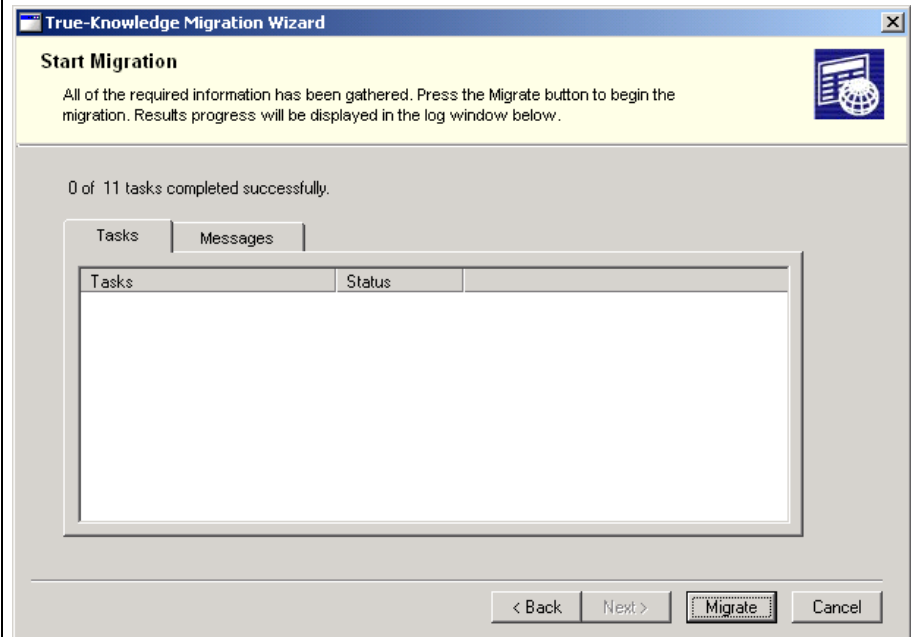 True-Knowledge Migration Wizard
Start Migration
All of the required information has been gathered. Press the Migrate button to begin the
migration. Results progress will be displayed in the log window below.
0 of 11 tasks completed successfully.
Tasks Messages
Tasks Status
< Back Next > Migrate Cancel